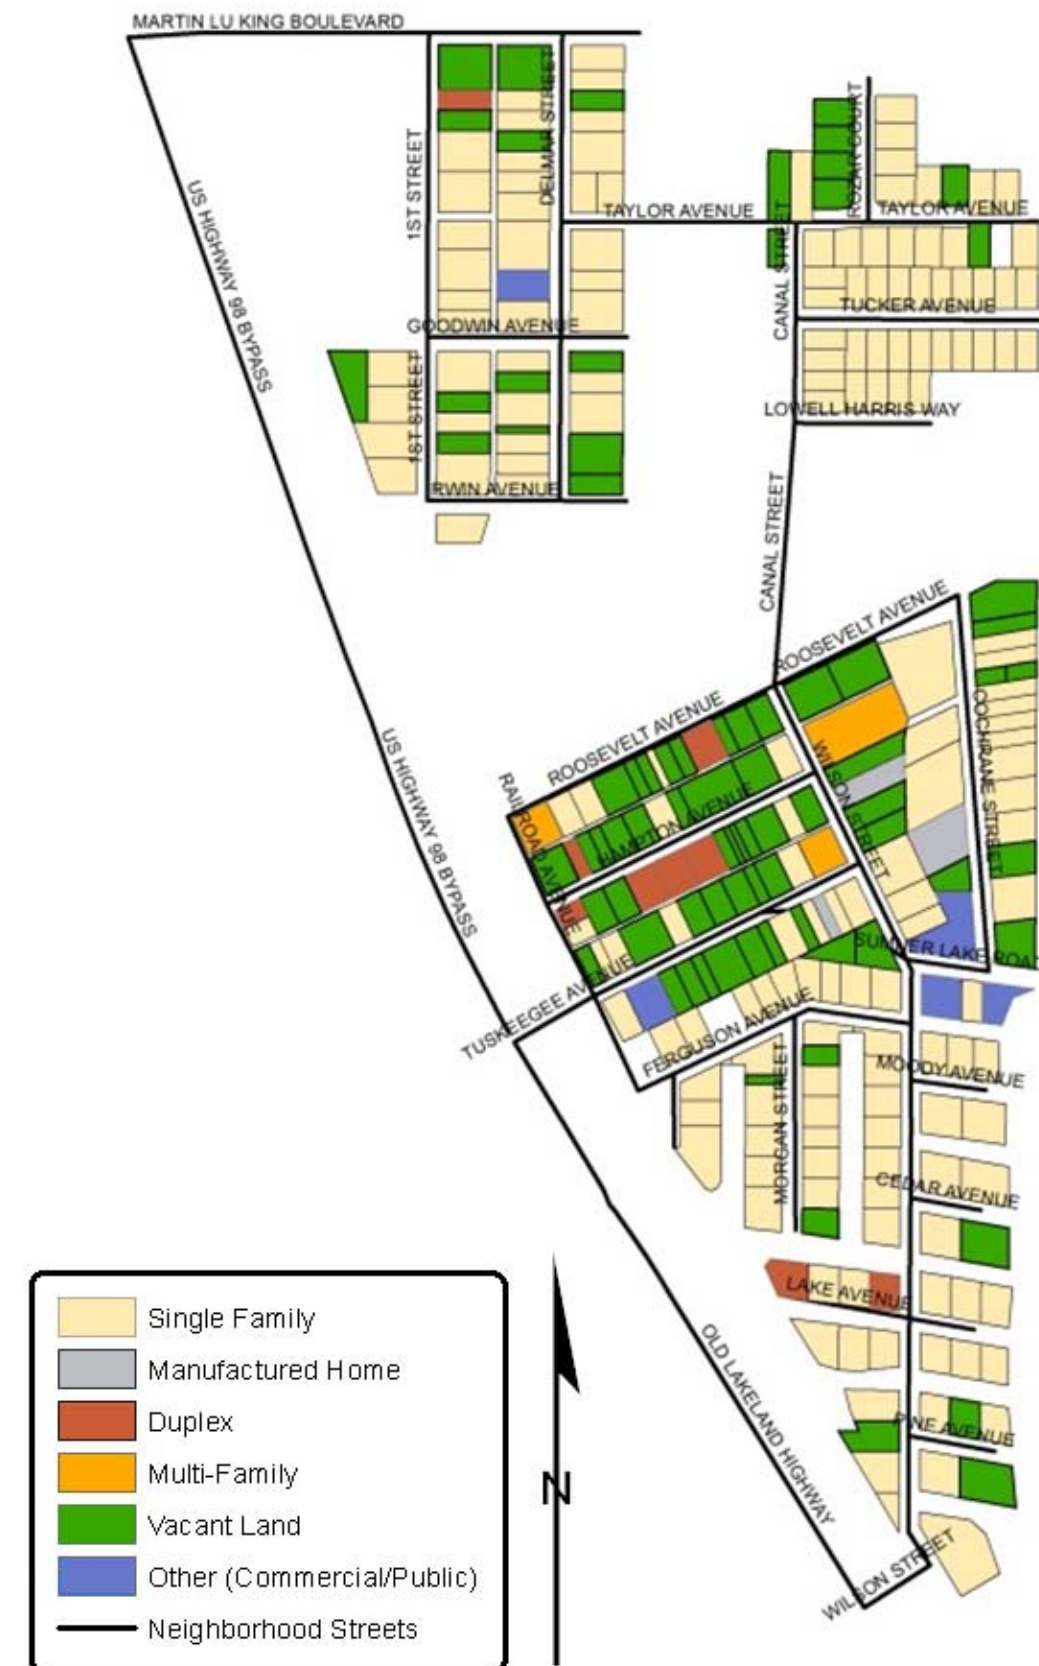 MARTIN LU KING BOULEVARD
1ST STREET
DELMAR STREET
ROZAR COURT
TAYLOR AVENUE
TAYLOR AVENUE
US HIGHWAY 98 BYPASS
CANAL STREET
TUCKER AVENUE
GOODWIN AVENUE
1ST STREET
LOWELL HARRIS WAY
RWIN AVENUE
CANAL STREET
ROOSEVELT AVENUE
ROOSEVELT AVENUE
COCHRANE STREET
US HIGHWAY 98 BYPASS
RAILROAD AVENUE
HAMPTON AVENUE
WILSON STREET
SUMNER LAKE ROA
TUSKEEGEE AVENUE
FERGUSON AVENUE
MORGAN STREET
MOODY AVENUE
CEDAR AVENUE
LAKE AVENUE
OLD LAKELAND HIGHWAY
PINE AVENUE
WILSON STREET
Single Family
Manufactured Home
Duplex
Multi-Family
Vacant Land
Other (Commercial/Public)
Neighborhood Streets
N